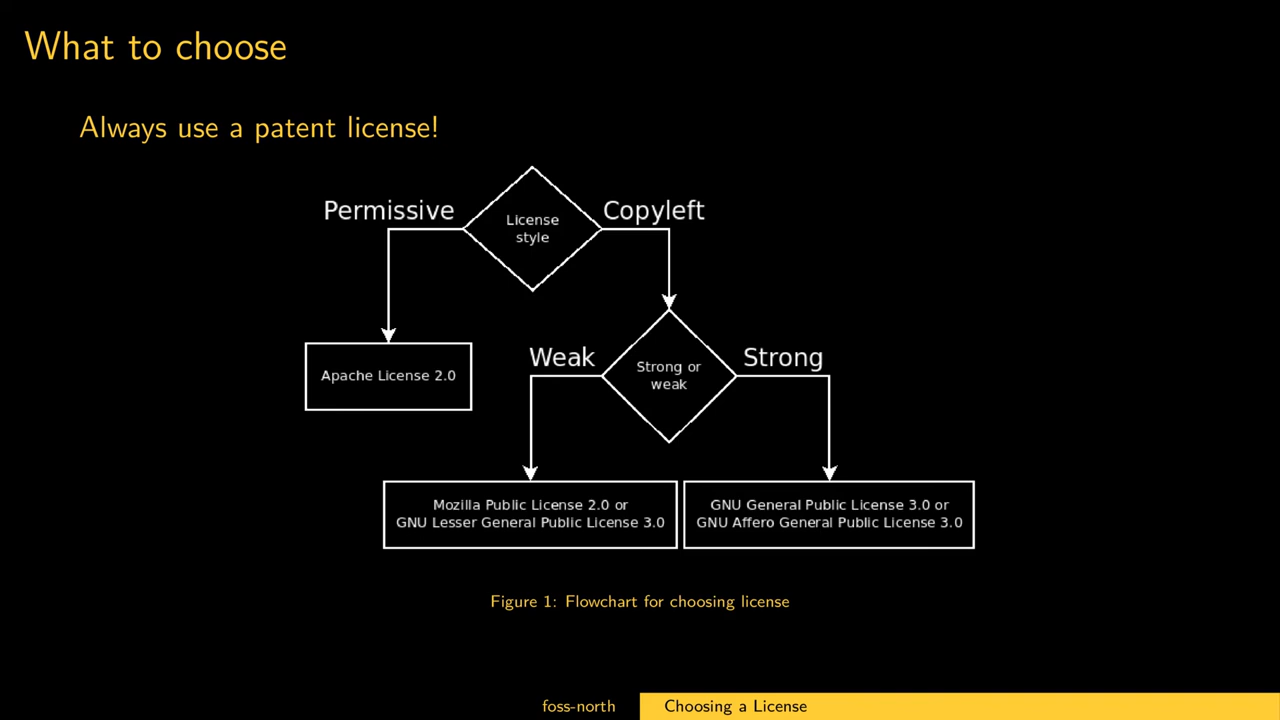 What to choose
Always use a patent license!
Permissive
License
style
Copyleft
Apache License 2.0
Weak
Strong or
weak
Strong
Mozilla Public License 2.0 or
GNU Lesser General Public License 3.0
GNU General Public License 3.0 or
GNU Affero General Public License 3.0
Figure 1: Flowchart for choosing license
foss-north
Choosing a License